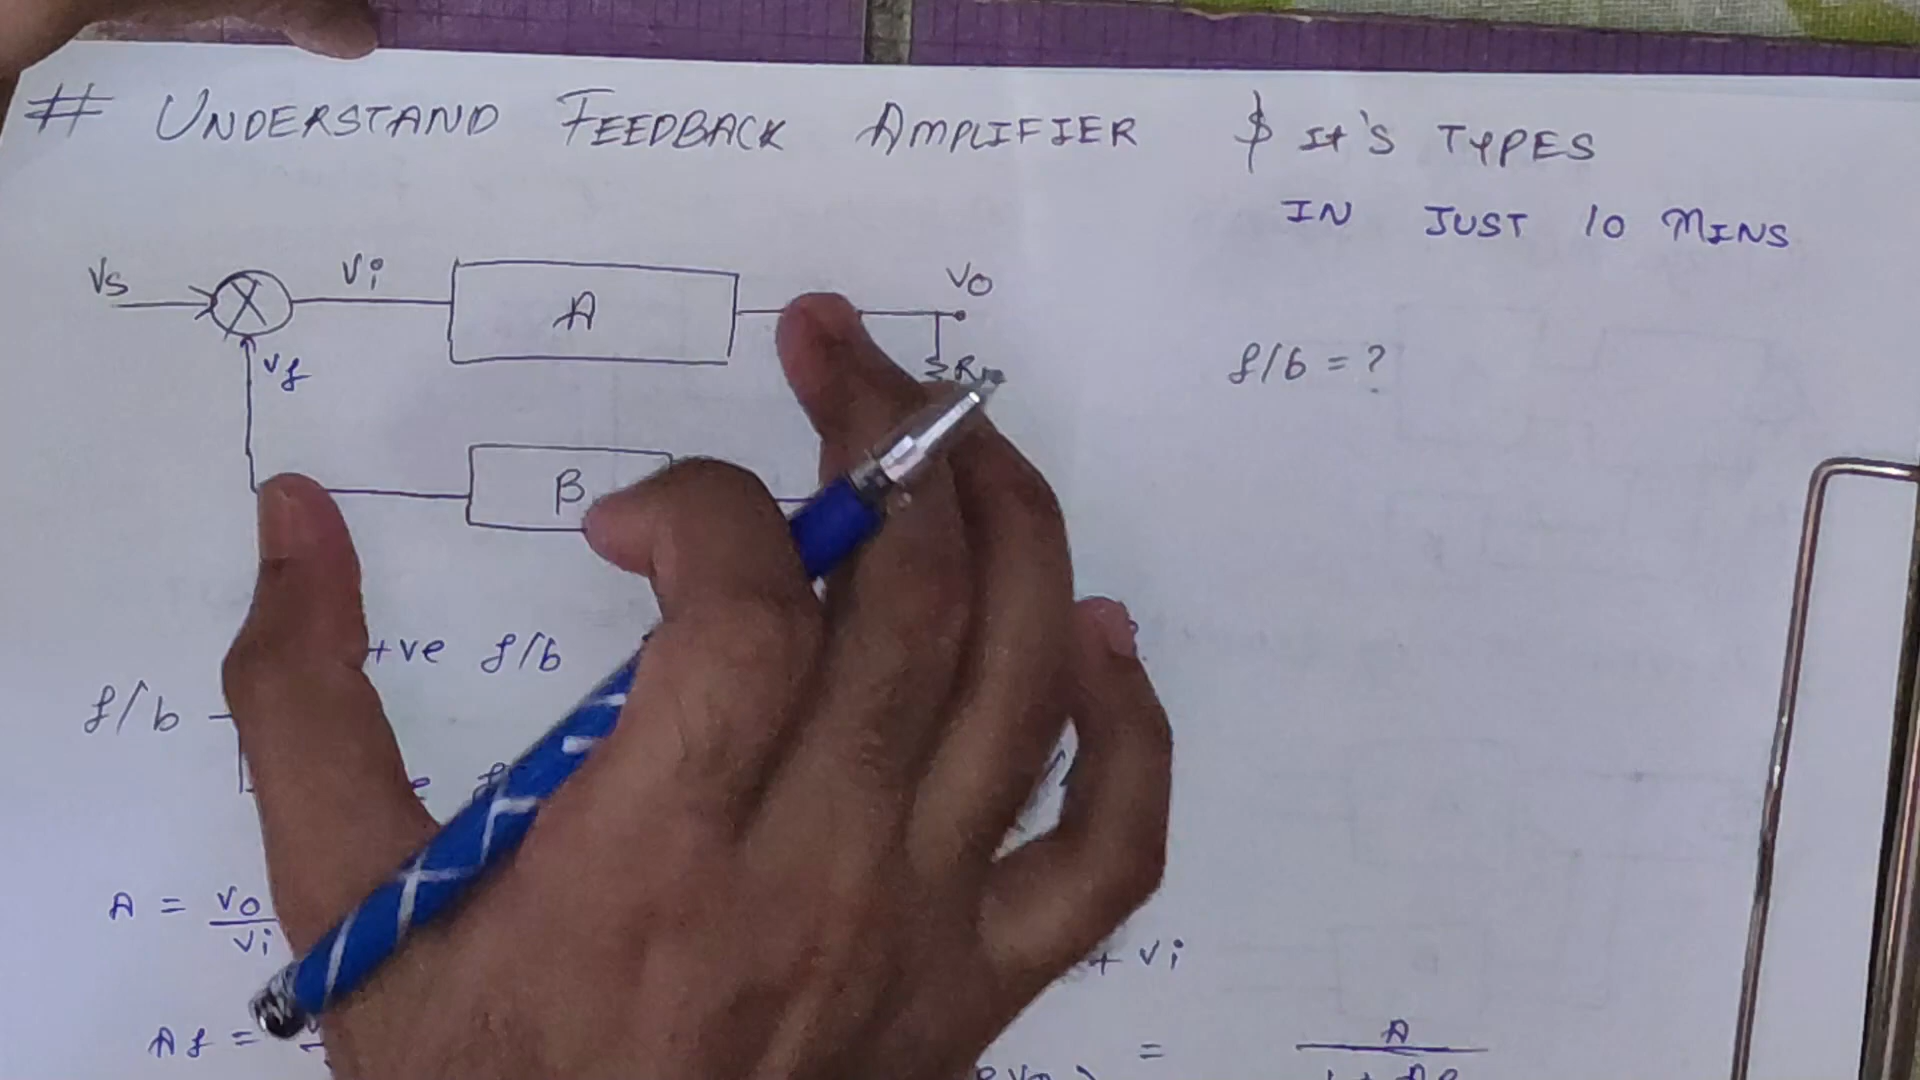 # UNDERSTAND FEEDBACK AMPLIFIER $ It'S TYPES
IN JUST 10 MINS
Vs
Vi
A
Vo
Vf
R
f/b = ?
B
+ve f/b
f/b
A = Vo
Vi
+ Vi
Af =
=
A